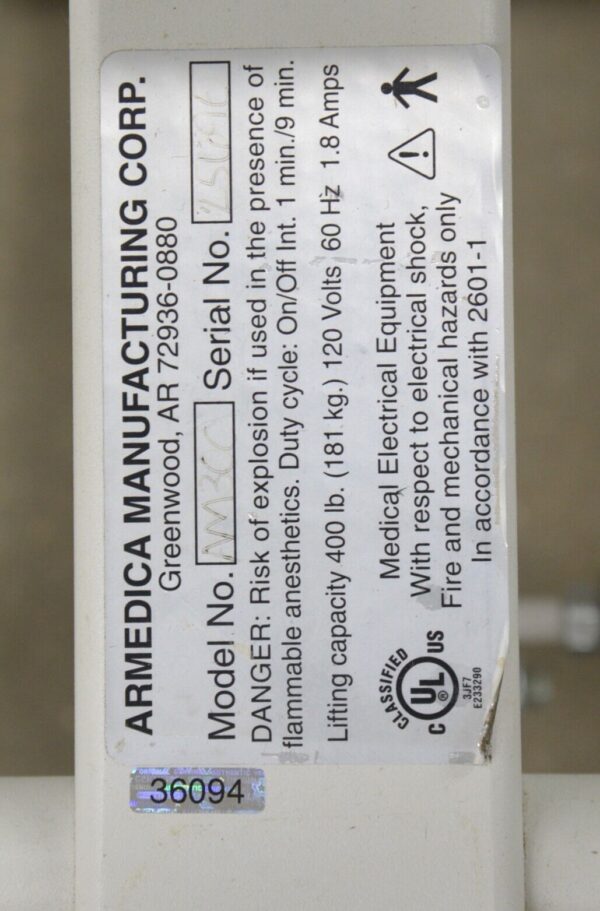 ARMEDICA MANUFACTURING CORP.
Greenwood, AR 72936-0880
Model No. AM300 Serial No.
DANGER: Risk of explosion if used in the presence of
flammable anesthetics. Duty cycle: On/Off Int. 1 min./9 min.
Lifting capacity 400 lb. (181 kg.) 120 Volts 60 Hz 1.8 Amps
Medical Electrical Equipment
With respect to electrical shock,
Fire and mechanical hazards only
In accordance with 2601-1
CLASSIFIED
C UL ® US
3JF7
E233290
36094